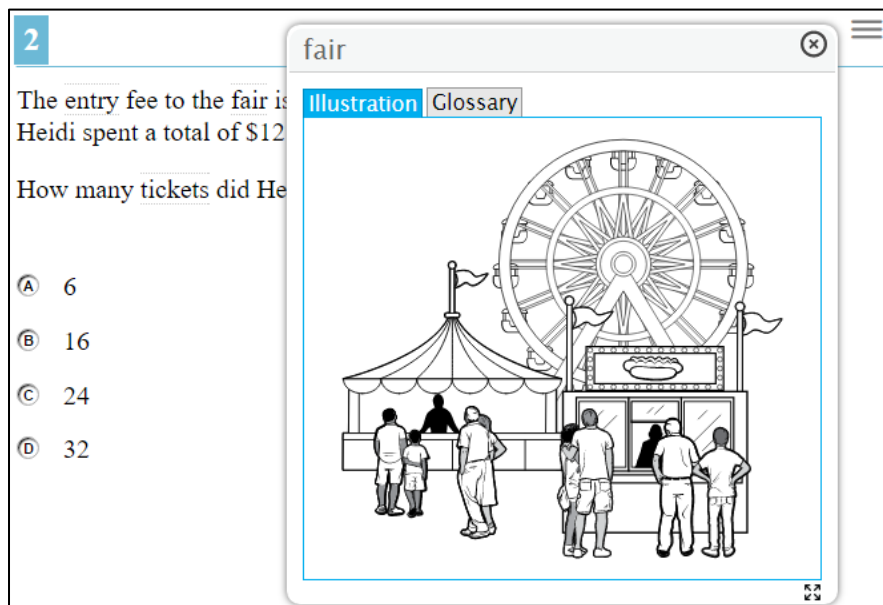 2
The entry fee to the fair is
Heidi spent a total of $12
How many tickets did He
A 6
B 16
C 24
D 32
fair
Illustration Glossary